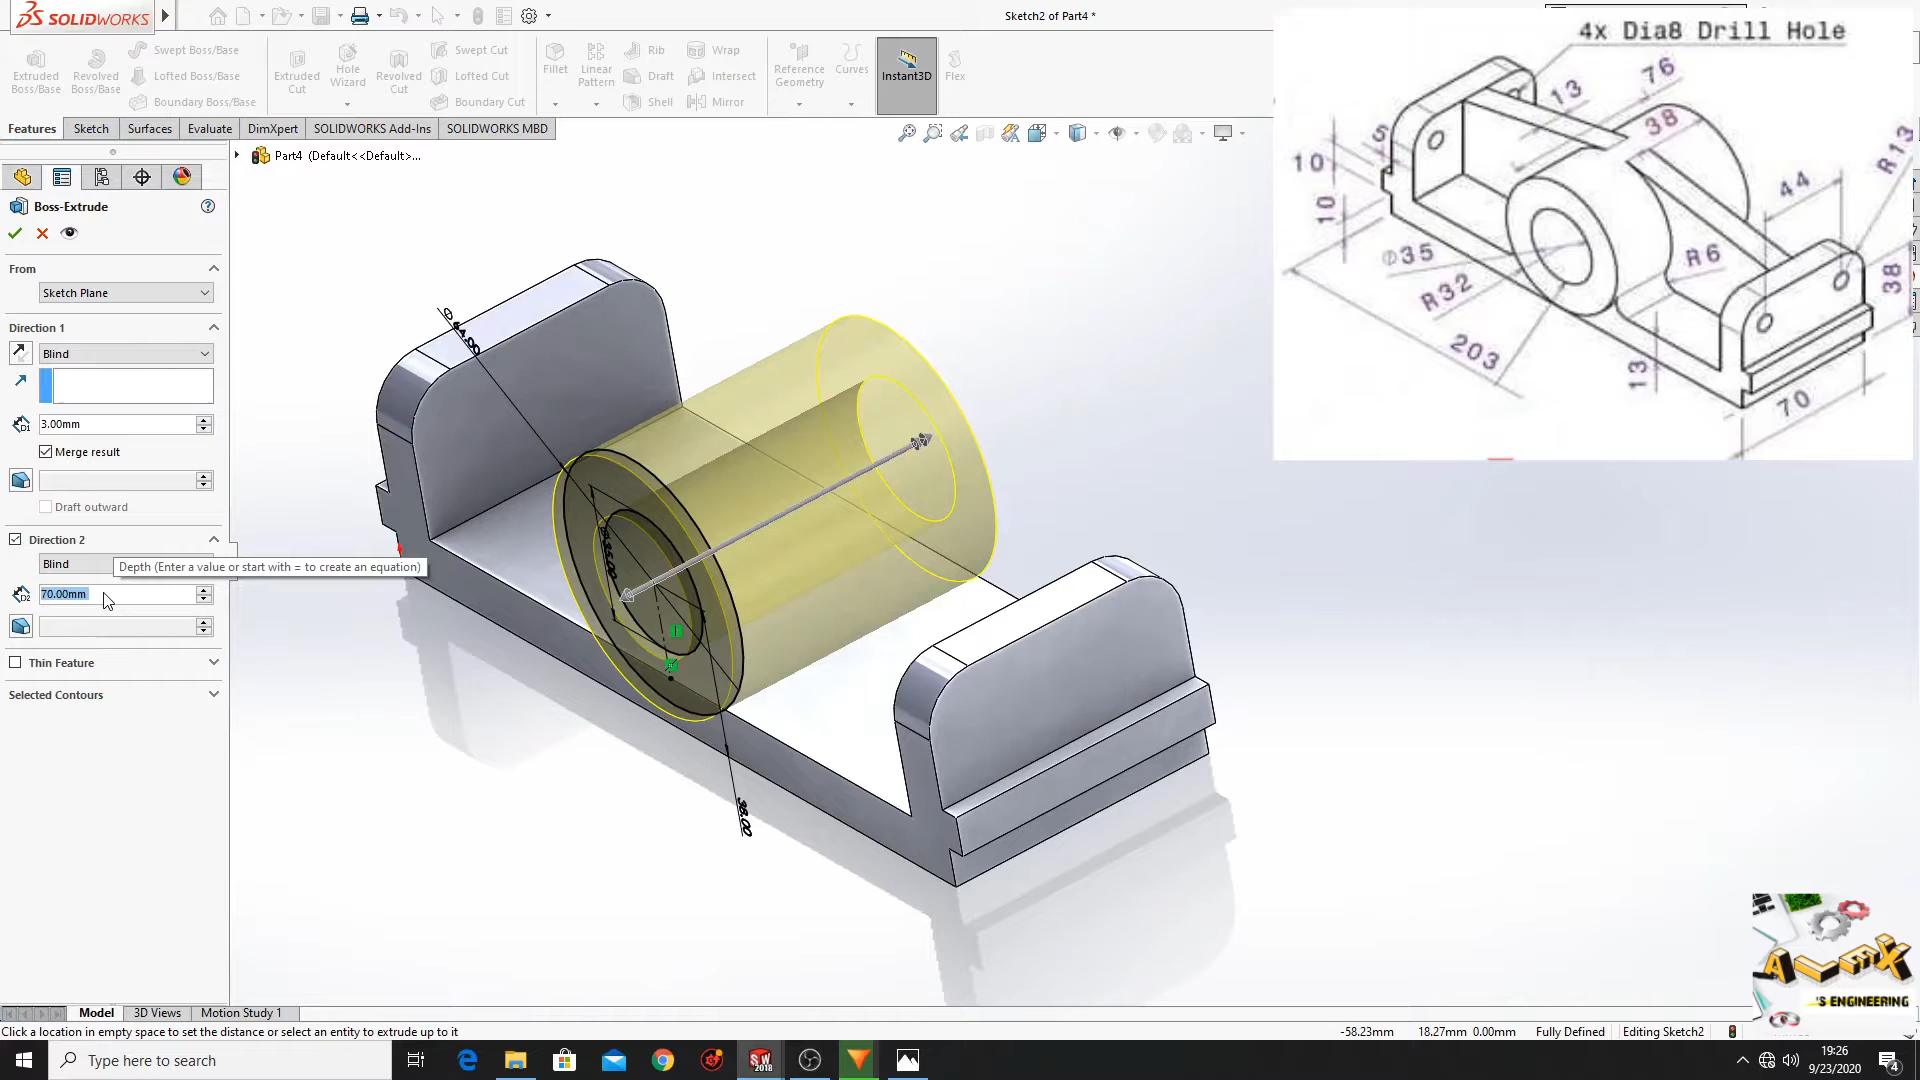 SOLIDWORKS
Sketch2 of Part4 *
Extruded Boss/Base
Revolved Boss/Base
Swept Boss/Base
Lofted Boss/Base
Boundary Boss/Base
Extruded Cut
Hole Wizard
Revolved Cut
Swept Cut
Lofted Cut
Boundary Cut
Fillet
Linear Pattern
Rib
Draft
Shell
Wrap
Intersect
Mirror
Reference Geometry
Curves
Instant3D
Flex
Features
Sketch
Surfaces
Evaluate
DimXpert
SOLIDWORKS Add-Ins
SOLIDWORKS MBD
Part4 (Default<<Default>...
Boss-Extrude
From
Sketch Plane
Direction 1
Blind
3.00mm
Merge result
Draft outward
Direction 2
Blind
Depth (Enter a value or start with = to create an equation)
70.00mm
Thin Feature
Selected Contours
Ø35.00
38.00
4x Dia8 Drill Hole
76
13
38
5
10
10
R13
44
Φ35
R6
R32
38
203
13
70
ALEX
'S ENGINEERING
Model
3D Views
Motion Study 1
Click a location in empty space to set the distance or select an entity to extrude up to it
-58.23mm
18.27mm
0.00mm
Fully Defined
Editing Sketch2
Type here to search
SW
2018
19:26
9/23/2020
4